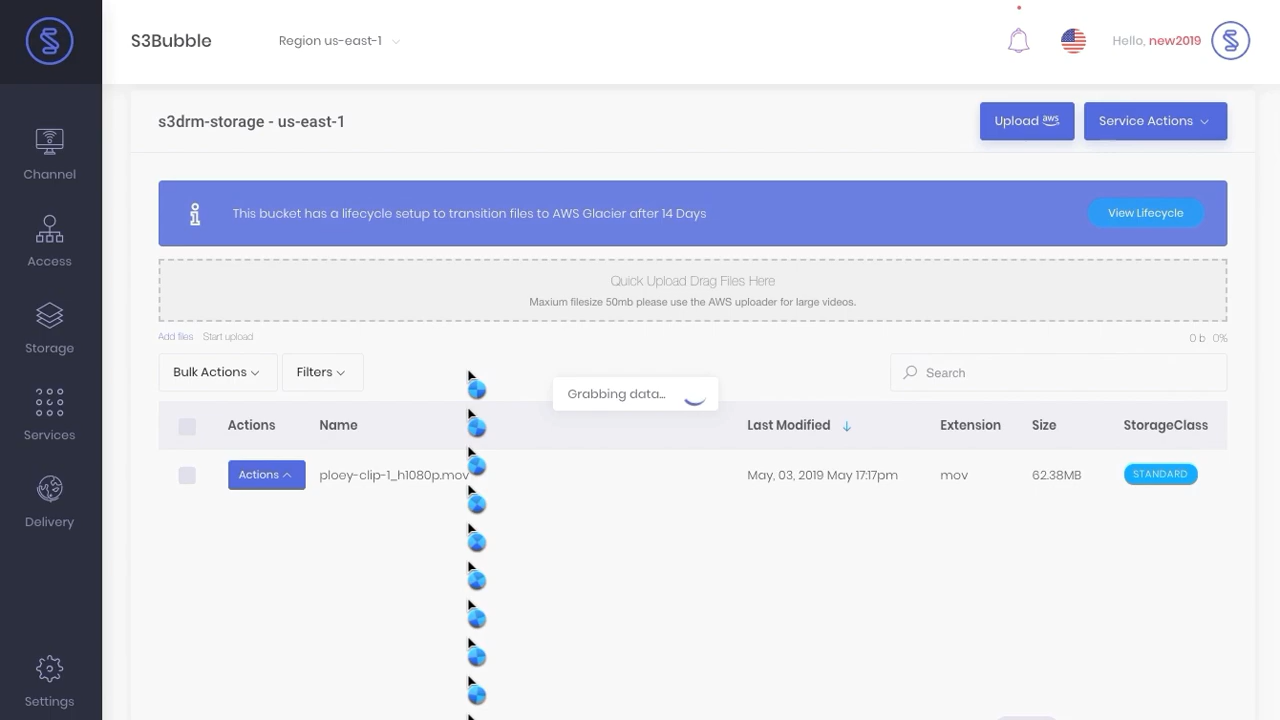 S3Bubble
Region us-east-1
Hello, new2019
Channel
Access
Storage
Services
Delivery
Settings
s3drm-storage - us-east-1
Upload aws
Service Actions
This bucket has a lifecycle setup to transition files to AWS Glacier after 14 Days
View Lifecycle
Quick Upload Drag Files Here
Maxium filesize 50mb please use the AWS uploader for large videos.
Add files Start upload
0 b 0%
Bulk Actions
Filters
Grabbing data...
Search
Actions Name Last Modified Extension Size StorageClass
Actions ploey-clip-1_h1080p.mov May, 03, 2019 May 17:17pm mov 62.38MB STANDARD